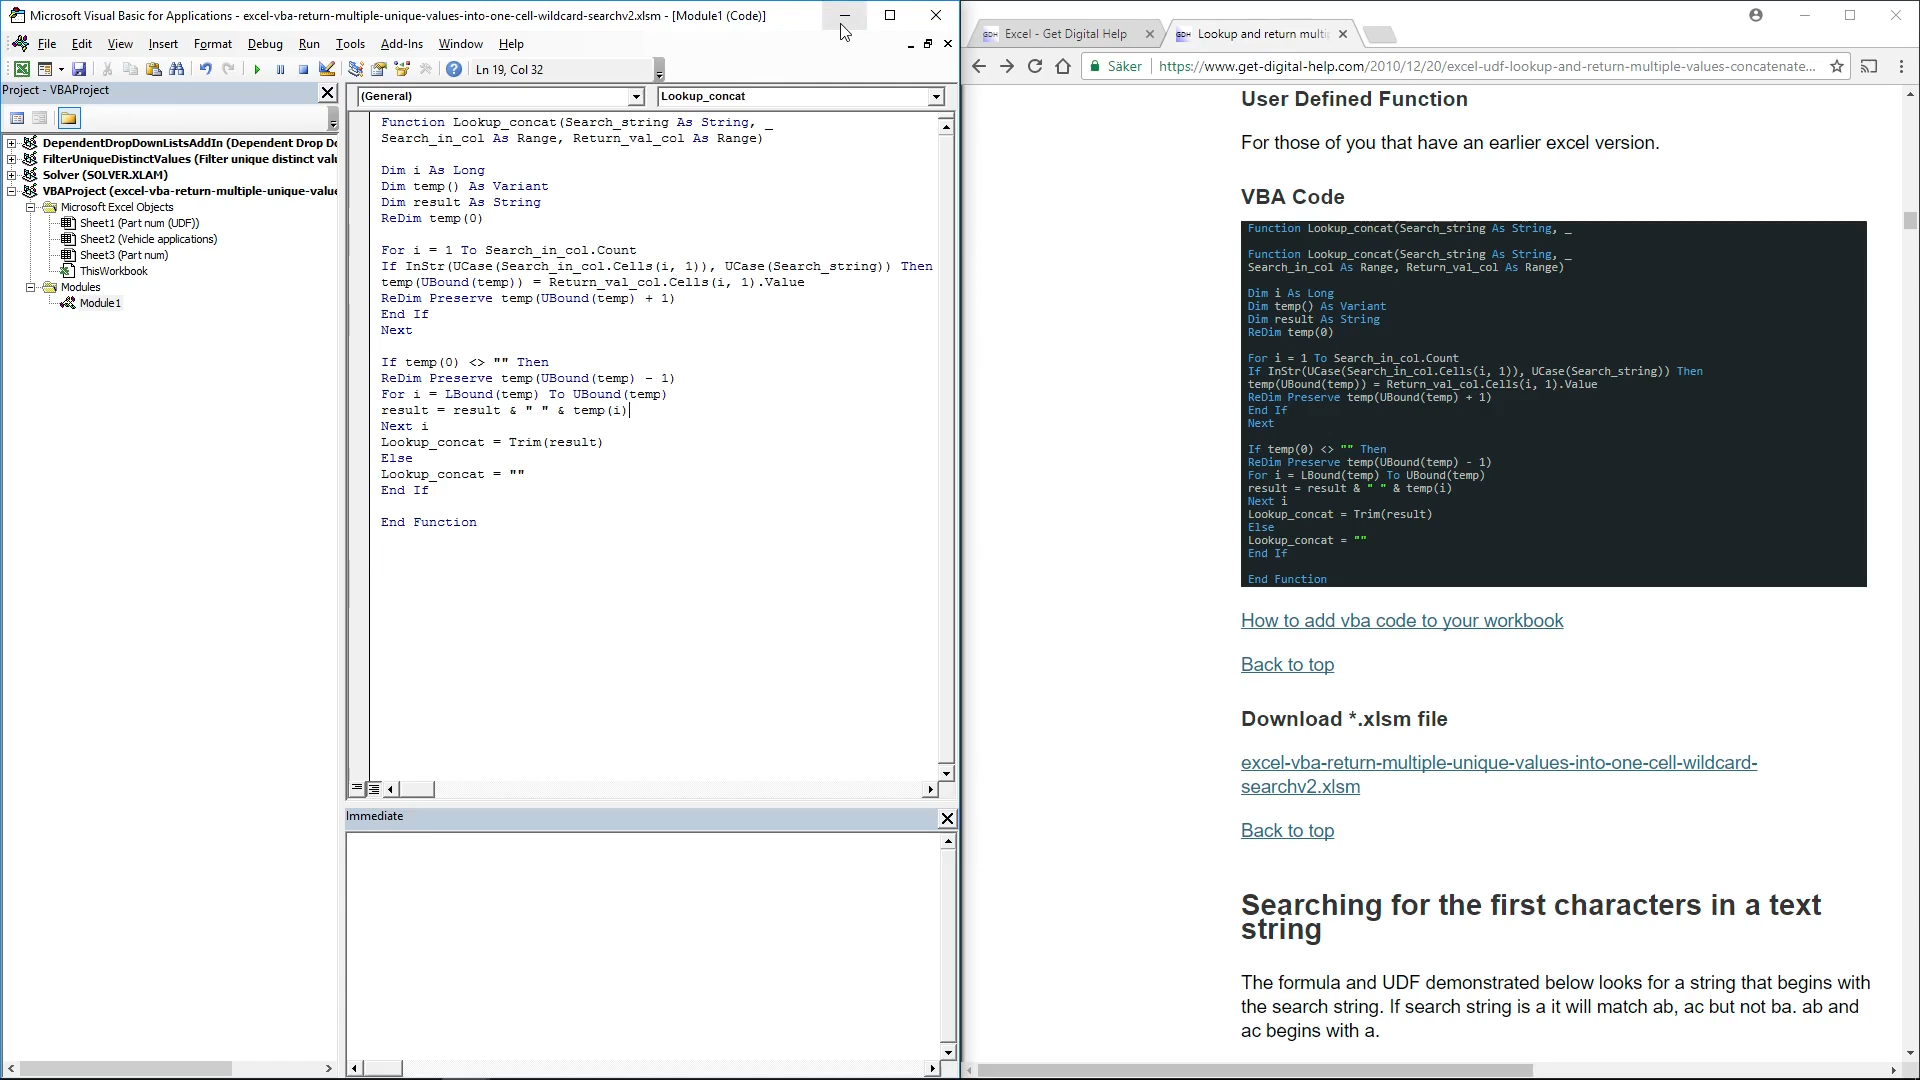 Microsoft Visual Basic for Applications - excel-vba-return-multiple-unique-values-into-one-cell-wildcard-searchv2.xlsm - [Module1 (Code)]
File Edit View Insert Format Debug Run Tools Add-Ins Window Help
Ln 19, Col 32
Project - VBAProject
DependentDropDownListsAddIn (Dependent Drop Do
FilterUniqueDistinctValues (Filter unique distinct valu
Solver (SOLVER.XLAM)
VBAProject (excel-vba-return-multiple-unique-value
Microsoft Excel Objects
Sheet1 (Part num (UDF))
Sheet2 (Vehicle applications)
Sheet3 (Part num)
ThisWorkbook
Modules
Module1
(General)
Lookup_concat
Function Lookup_concat(Search_string As String, _
Search_in_col As Range, Return_val_col As Range)
Dim i As Long
Dim temp() As Variant
Dim result As String
ReDim temp(0)
For i = 1 To Search_in_col.Count
If InStr(UCase(Search_in_col.Cells(i, 1)), UCase(Search_string)) Then
temp(UBound(temp)) = Return_val_col.Cells(i, 1).Value
ReDim Preserve temp(UBound(temp) + 1)
End If
Next
If temp(0) <> "" Then
ReDim Preserve temp(UBound(temp) - 1)
For i = LBound(temp) To UBound(temp)
result = result & " " & temp(i)
Next i
Lookup_concat = Trim(result)
Else
Lookup_concat = ""
End If
End Function
Immediate
Excel - Get Digital Help
Lookup and return multi
Säker
https://www.get-digital-help.com/2010/12/20/excel-udf-lookup-and-return-multiple-values-concatenate...
User Defined Function
For those of you that have an earlier excel version.
VBA Code
Function Lookup_concat(Search_string As String, _
Function Lookup_concat(Search_string As String, _
Search_in_col As Range, Return_val_col As Range)
Dim i As Long
Dim temp() As Variant
Dim result As String
ReDim temp(0)
For i = 1 To Search_in_col.Count
If InStr(UCase(Search_in_col.Cells(i, 1)), UCase(Search_string)) Then
temp(UBound(temp)) = Return_val_col.Cells(i, 1).Value
ReDim Preserve temp(UBound(temp) + 1)
End If
Next
If temp(0) <> "" Then
ReDim Preserve temp(UBound(temp) - 1)
For i = LBound(temp) To UBound(temp)
result = result & " " & temp(i)
Next i
Lookup_concat = Trim(result)
Else
Lookup_concat = ""
End If
End Function
How to add vba code to your workbook
Back to top
Download *.xlsm file
excel-vba-return-multiple-unique-values-into-one-cell-wildcard-
searchv2.xlsm
Back to top
Searching for the first characters in a text
string
The formula and UDF demonstrated below looks for a string that begins with
the search string. If search string is a it will match ab, ac but not ba. ab and
ac begins with a.